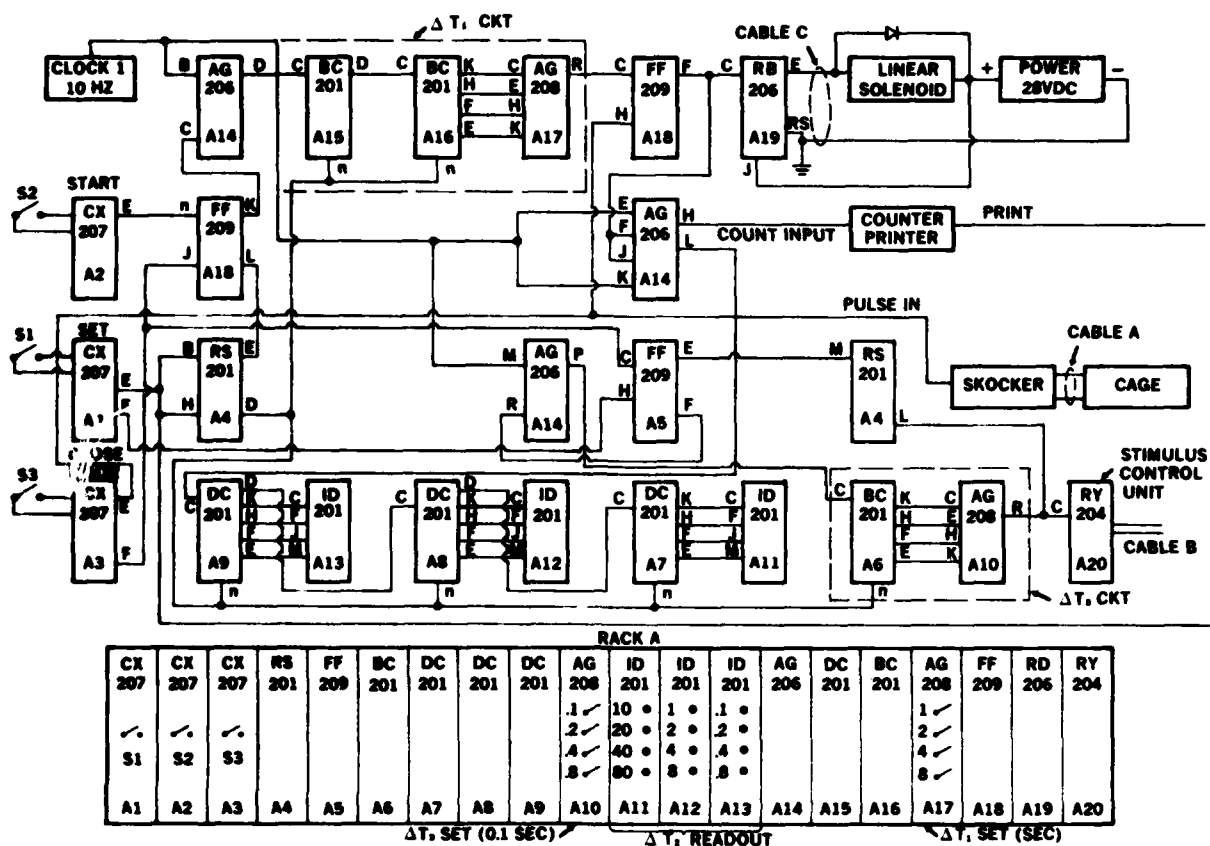 Δ T₁ CKT
CABLE C
CLOCK 1
10 HZ
B
AG
206
A14
D
C
C
BC
201
A15
D
n
C
BC
201
A16
K
H
F
E
n
C
E
H
K
AG
208
A17
R
C
H
FF
209
A18
F
C
RB
206
A19
E
RS
J
LINEAR
SOLENOID
+
POWER
28VDC
−
START
S2
CX
207
A2
E
n
J
FF
209
A18
K
L
E
F
J
K
AG
206
A14
H
L
COUNT INPUT
COUNTER
PRINTER
PRINT
PULSE IN
CABLE A
SET
S1
CX
207
A1
E
F
B
H
RS
201
A4
E
D
M
R
AG
206
A14
P
C
H
FF
209
A5
E
F
M
RS
201
A4
L
SKOCKER
CAGE
S3
CX
207
A3
E
F
C
DC
201
A9
D
K
H
F
E
n
C
F
J
M
ID
201
A13
C
DC
201
A8
D
K
H
F
E
n
C
F
J
M
ID
201
A12
C
DC
201
A7
K
H
F
E
n
C
F
J
M
ID
201
A11
C
BC
201
A6
K
H
F
E
n
C
E
H
K
AG
208
A10
R
C
RY
204
A20
STIMULUS
CONTROL
UNIT
CABLE B
Δ T₃ CKT
RACK A
CX CX CX RS FF BC DC DC DC AG ID ID ID AG DC BC AG FF RD RY
207 207 207 201 209 201 201 201 201 208 201 201 201 206 201 201 208 209 206 204
.1 10 1 .1 1
.2 20 2 .2 2
S1 S2 S3 .4 40 4 .4 4
.8 80 8 .8 8
A1 A2 A3 A4 A5 A6 A7 A8 A9 A10 A11 A12 A13 A14 A15 A16 A17 A18 A19 A20
ΔT₃ SET (0.1 SEC) Δ T₂ READOUT ΔT₁ SET (SEC)